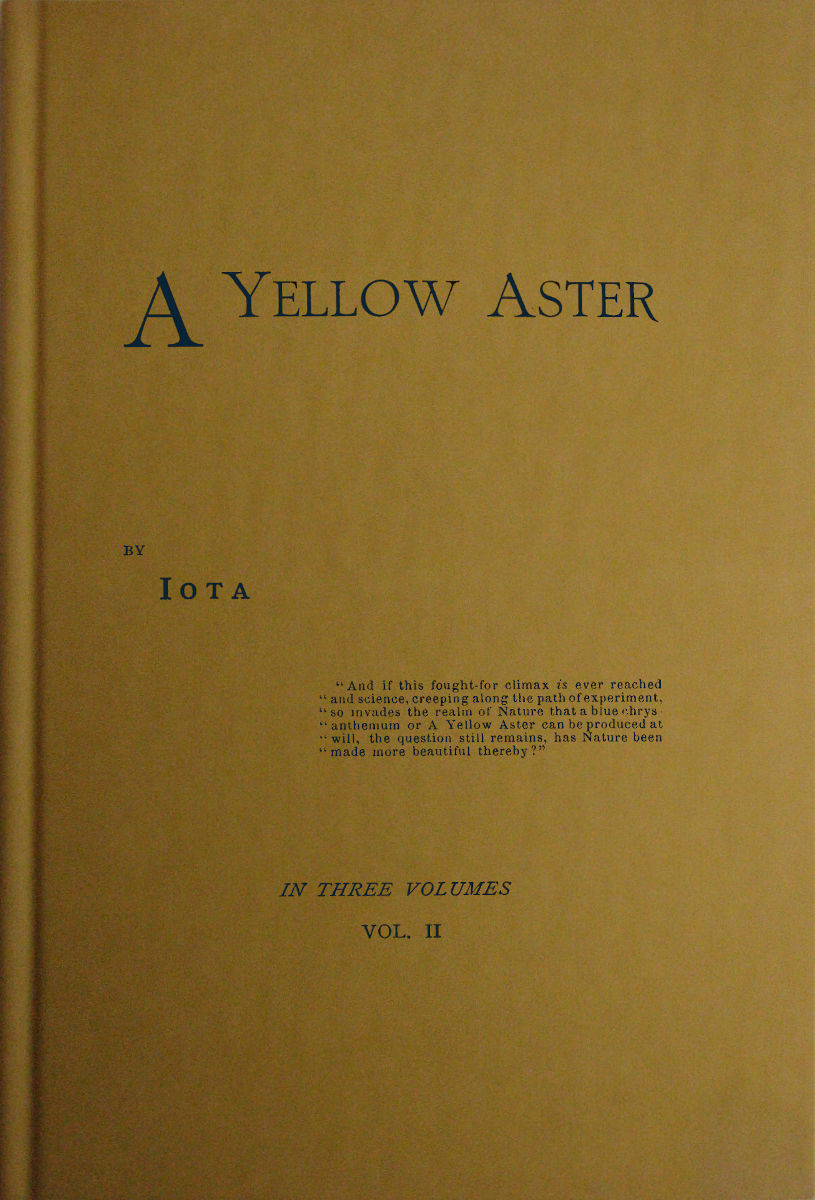 A YELLOW ASTER
BY
IOTA
"And if this fought-for climax is ever reached
"and science, creeping along the path of experiment,
"so invades the realm of Nature that a blue chrys-
"anthemum or A Yellow Aster can be produced at
"will, the question still remains, has Nature been
"made more beautiful thereby?"
IN THREE VOLUMES
VOL. II